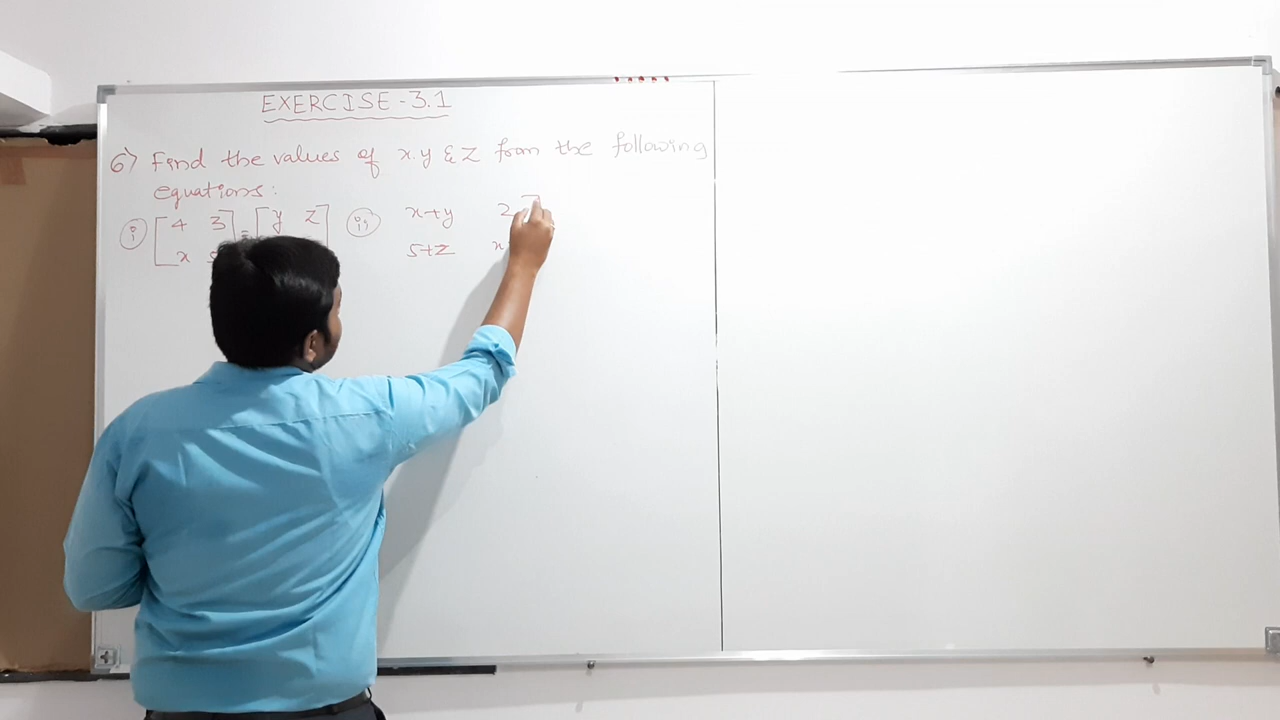 EXERCISE - 3.1
6) Find the values of x.y & z from the following
equations:
(i) [4 3 = [y z] (ii) x+y 2
x 5+z x